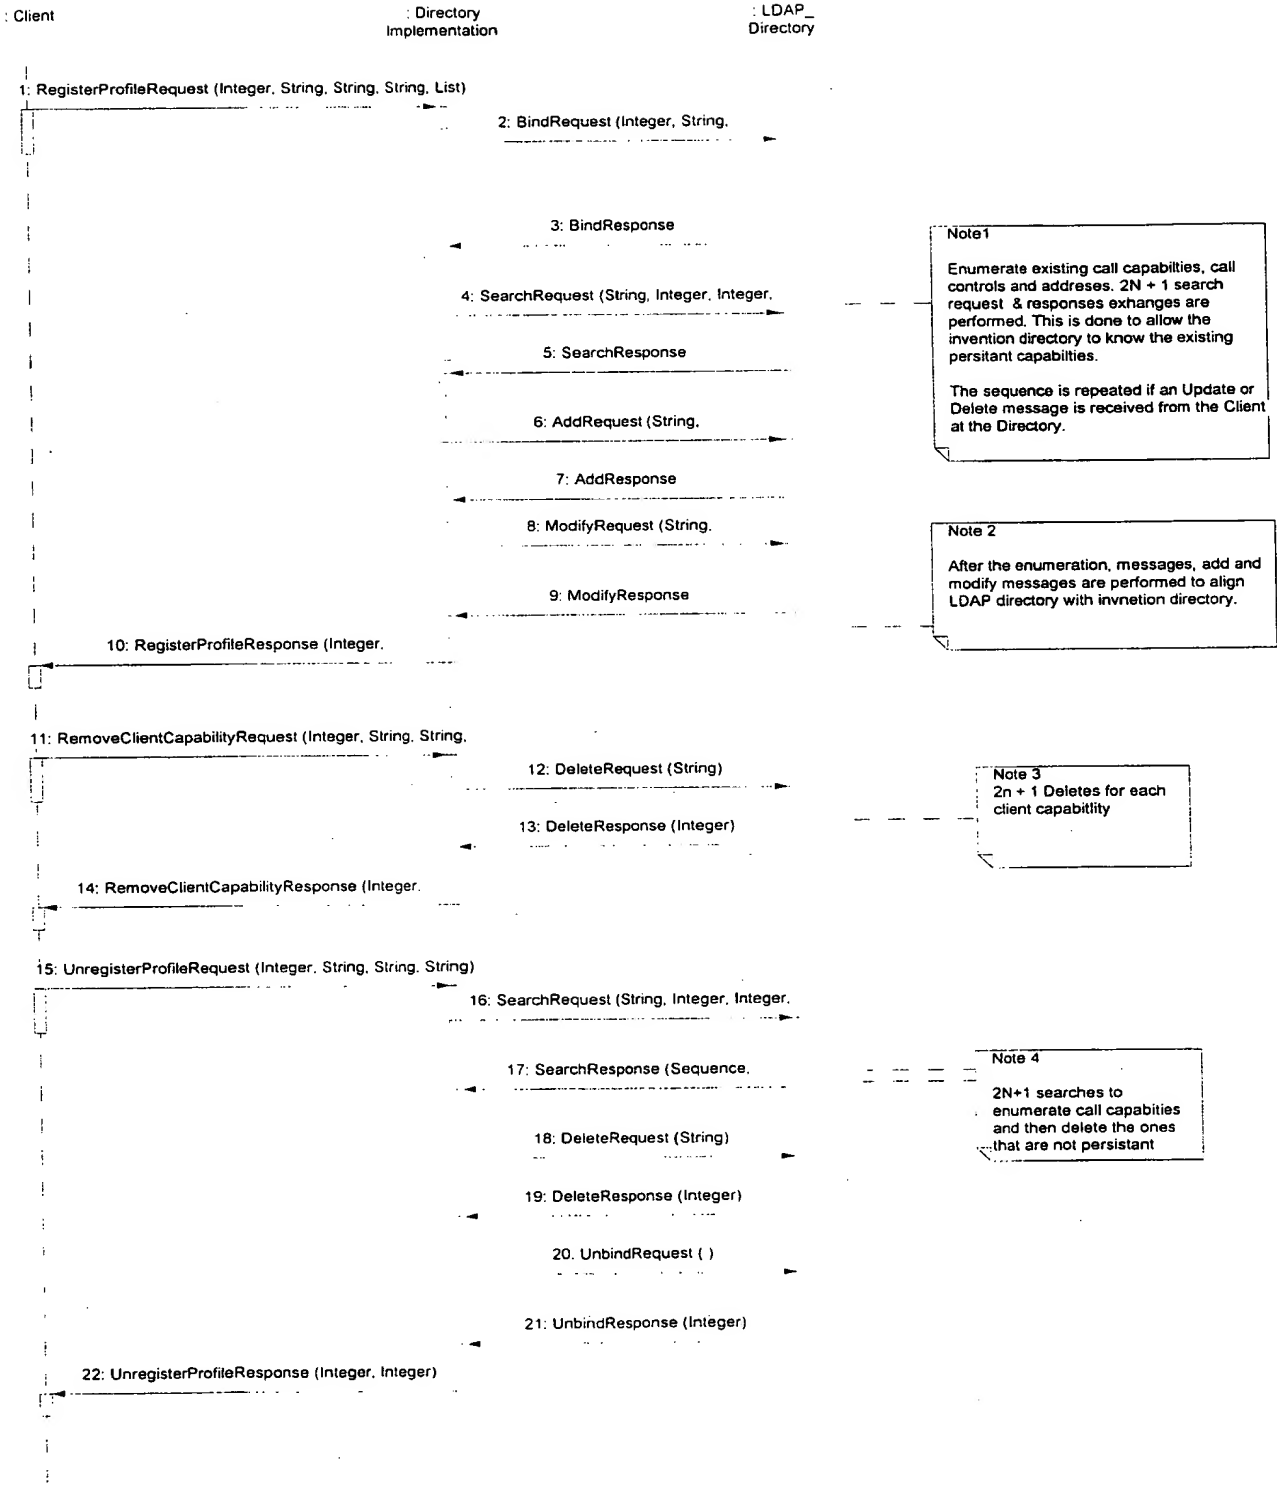 : Client
: Directory
Implementation
: LDAP_
Directory
1: RegisterProfileRequest (Integer, String, String, String, List)
2: BindRequest (Integer, String,
3: BindResponse
4: SearchRequest (String, Integer, Integer,
5: SearchResponse
6: AddRequest (String,
7: AddResponse
8: ModifyRequest (String,
9: ModifyResponse
10: RegisterProfileResponse (Integer,
Note1
Enumerate existing call capabilties, call
controls and addreses. 2N + 1 search
request & responses exhanges are
performed. This is done to allow the
invention directory to know the existing
persitant capabilties.
The sequence is repeated if an Update or
Delete message is received from the Client
at the Directory.
Note 2
After the enumeration, messages, add and
modify messages are performed to align
LDAP directory with invnetion directory.
11: RemoveClientCapabilityRequest (Integer, String, String,
12: DeleteRequest (String)
13: DeleteResponse (Integer)
14: RemoveClientCapabilityResponse (Integer,
Note 3
2n + 1 Deletes for each
client capabitlity
15: UnregisterProfileRequest (Integer, String, String, String)
16: SearchRequest (String, Integer, Integer,
17: SearchResponse (Sequence,
18: DeleteRequest (String)
19: DeleteResponse (Integer)
20. UnbindRequest ( )
21: UnbindResponse (Integer)
22: UnregisterProfileResponse (Integer, Integer)
Note 4
2N+1 searches to
enumerate call capabities
and then delete the ones
that are not persistant